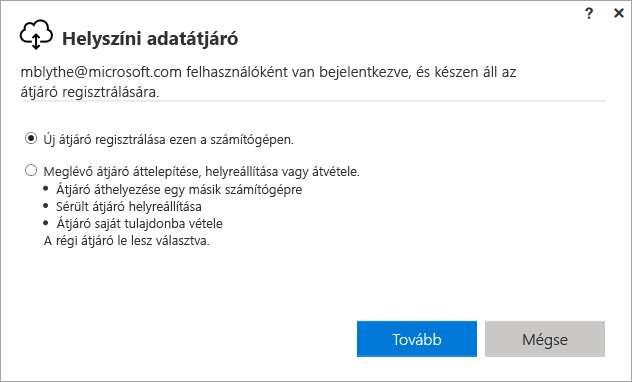 ? ×
Helyszíni adatátjáró
mblythe@microsoft.com felhasználóként van bejelentkezve, és készen áll az
átjáró regisztrálására.
Új átjáró regisztrálása ezen a számítógépen.
Meglévő átjáró áttelepítése, helyreállítása vagy átvétele.
• Átjáró áthelyezése egy másik számítógépre
• Sérült átjáró helyreállítása
• Átjáró saját tulajdonba vétele
A régi átjáró le lesz választva.
Tovább Mégse